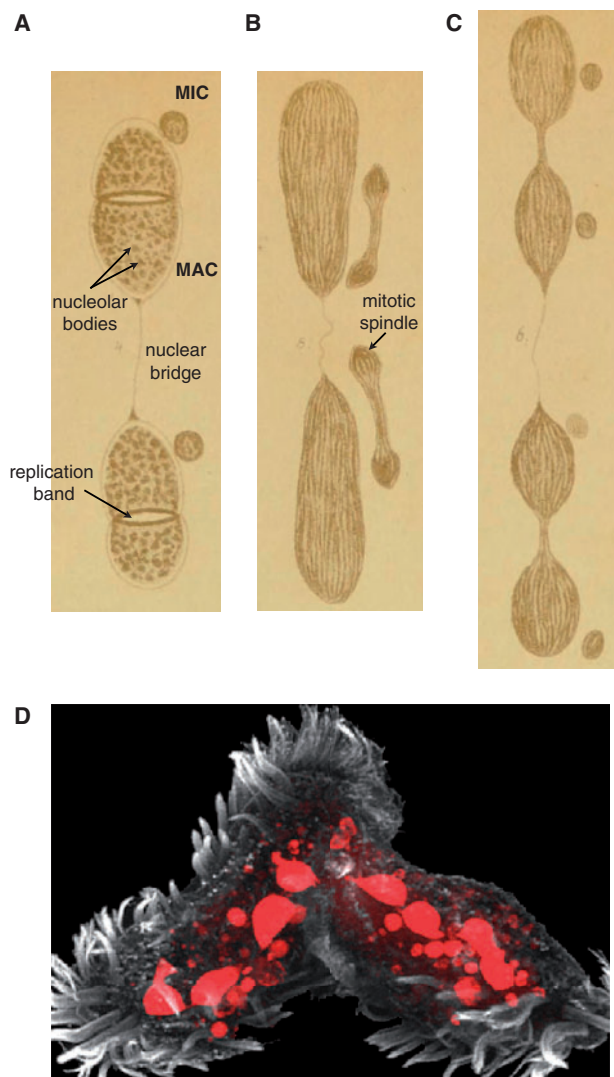 A
MIC
MAC
nucleolar
bodies
nuclear
bridge
replication
band
B
mitotic
spindle
C
D